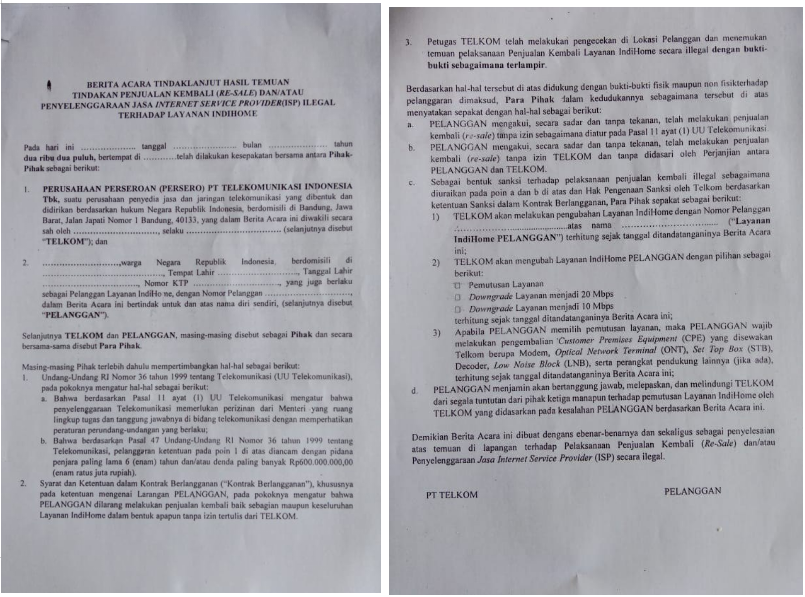 BERITA ACARA TINDAKLANJUT HASIL TEMUAN
TINDAKAN PENJUALAN KEMBALI (RE-SALE) DAN/ATAU
PENYELENGGARAAN JASA INTERNET SERVICE PROVIDER(ISP) ILEGAL
TERHADAP LAYANAN INDIHOME
Pada hari ini ..................... tanggal ....................... bulan ....................... tahun
dua ribu dua puluh, bertempat di ............telah dilakukan kesepakatan bersama antara Pihak-
Pihak sebagai berikut:
1. PERUSAHAAN PERSEROAN (PERSERO) PT TELEKOMUNIKASI INDONESIA
Tbk, suatu perusahaan penyedia jasa dan jaringan telekomunikasi yang dibentuk dan
didirikan berdasarkan hukum Negara Republik Indonesia, berdomisili di Bandung, Jawa
Barat, Jalan Japati Nomor 1 Bandung, 40133, yang dalam Berita Acara ini diwakili secara
sah oleh ........................, selaku ................................ (selanjutnya disebut
"TELKOM"); dan
2. ........................,warga Negara Republik Indonesia, berdomisili di
................................, Tempat Lahir ........................, Tanggal Lahir
........................, Nomor KTP ........................, yang juga berlaku
sebagai Pelanggan Layanan IndiHome, dengan Nomor Pelanggan ........................,
dalam Berita Acara ini bertindak untuk dan atas nama diri sendiri, (selanjutnya disebut
"PELANGGAN").
Selanjutnya TELKOM dan PELANGGAN, masing-masing disebut sebagai Pihak dan secara
bersama-sama disebut Para Pihak.
Masing-masing Pihak terlebih dahulu mempertimbangkan hal-hal sebagai berikut:
1. Undang-Undang RI Nomor 36 tahun 1999 tentang Telekomunikasi (UU Telekomunikasi),
pada pokoknya mengatur hal-hal sebagai berikut:
a. Bahwa berdasarkan Pasal 11 ayat (1) UU Telekomunikasi mengatur bahwa
penyelenggaraan Telekomunikasi memerlukan perizinan dari Menteri yang ruang
lingkup tugas dan tanggung jawabnya di bidang telekomunikasi dengan memperhatikan
peraturan perundang-undangan yang berlaku;
b. Bahwa berdasarkan Pasal 47 Undang-Undang RI Nomor 36 tahun 1999 tentang
Telekomunikasi, pelanggaran ketentuan pada poin 1 di atas diancam dengan pidana
penjara paling lama 6 (enam) tahun dan/atau denda paling banyak Rp600.000.000,00
(enam ratus juta rupiah).
2. Syarat dan Ketentuan dalam Kontrak Berlangganan ("Kontrak Berlangganan"), khususnya
pada ketentuan mengenai Larangan PELANGGAN, pada pokoknya mengatur bahwa
PELANGGAN dilarang melakukan penjualan kembali baik sebagian maupun keseluruhan
Layanan IndiHome dalam bentuk apapun tanpa izin tertulis dari TELKOM.
3. Petugas TELKOM telah melakukan pengecekan di Lokasi Pelanggan dan menemukan
temuan pelaksanaan Penjualan Kembali Layanan IndiHome secara illegal dengan bukti-
bukti sebagaimana terlampir.
Berdasarkan hal-hal tersebut di atas didukung dengan bukti-bukti fisik maupun non fisikterhadap
pelanggaran dimaksud, Para Pihak dalam kedudukannya sebagaimana tersebut di atas
menyatakan sepakat dengan hal-hal sebagai berikut:
a. PELANGGAN mengakui, secara sadar dan tanpa tekanan, telah melakukan penjualan
kembali (re-sale) tanpa izin sebagaimana diatur pada Pasal 11 ayat (1) UU Telekomunikasi
b. PELANGGAN mengakui, secara sadar dan tanpa tekanan, telah melakukan penjualan
kembali (re-sale) tanpa izin TELKOM dan tanpa didasari oleh Perjanjian antara
PELANGGAN dan TELKOM.
c. Sebagai bentuk sanksi terhadap pelaksanaan penjualan kembali illegal sebagaimana
diuraikan pada poin a dan b di atas dan Hak Pengenaan Sanksi oleh Telkom berdasarkan
ketentuan Sanksi dalam Kontrak Berlangganan, Para Pihak sepakat sebagai berikut:
1) TELKOM akan melakukan pengubahan Layanan IndiHome dengan Nomor Pelanggan
................................atas nama ................................ ("Layanan
IndiHome PELANGGAN") terhitung sejak tanggal ditandatanganinya Berita Acara
ini;
2) TELKOM akan mengubah Layanan IndiHome PELANGGAN dengan pilihan sebagai
berikut:
□ Pemutusan Layanan
□ Downgrade Layanan menjadi 20 Mbps
□ Downgrade Layanan menjadi 10 Mbps
terhitung sejak tanggal ditandatanganinya Berita Acara ini;
3) Apabila PELANGGAN memilih pemutusan layanan, maka PELANGGAN wajib
melakukan pengembalian Customer Premises Equipment (CPE) yang disewakan
Telkom berupa Modem, Optical Network Terminal (ONT), Set Top Box (STB),
Decoder, Low Noise Block (LNB), serta perangkat pendukung lainnya (jika ada),
terhitung sejak tanggal ditandatanganinya Berita Acara ini;
d. PELANGGAN menjamin akan bertanggung jawab, melepaskan, dan melindungi TELKOM
dari segala tuntutan dari pihak ketiga manapun terhadap pemutusan Layanan IndiHome oleh
TELKOM yang didasarkan pada kesalahan PELANGGAN berdasarkan Berita Acara ini.
Demikian Berita Acara ini dibuat dengan sebenar-benarnya dan sekaligus sebagai penyelesaian
atas temuan di lapangan terhadap Pelaksanaan Penjualan Kembali (Re-Sale) dan/atau
Penyelenggaraan Jasa Internet Service Provider (ISP) secara ilegal.
PT TELKOM
PELANGGAN